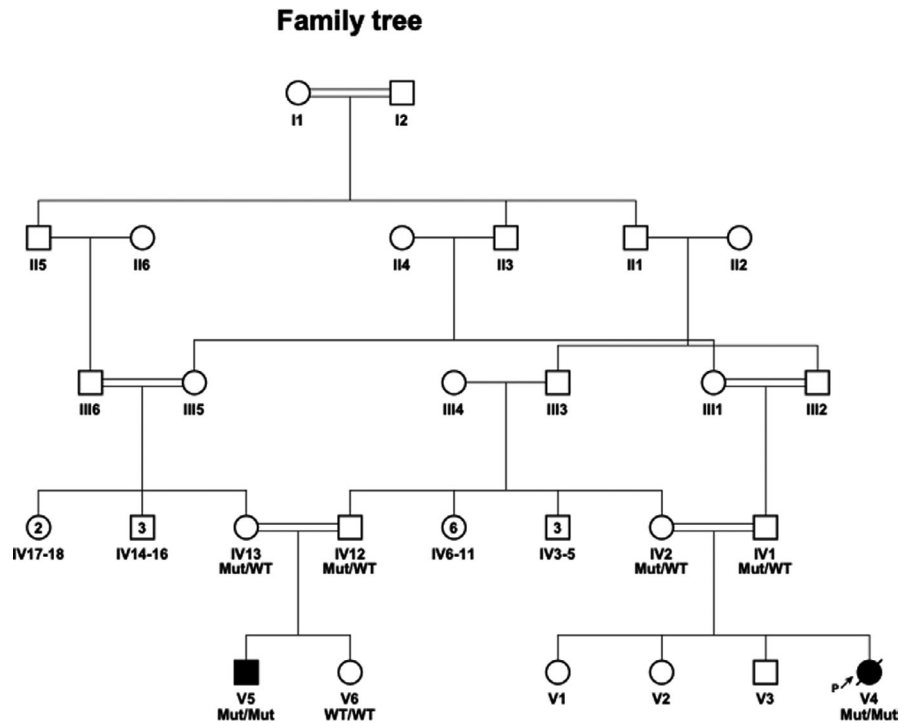 Family tree
I1 I2
II5 II6 II4 II3 II1 II2
III6 III5 III4 III3 III1 III2
2 3 6 3
IV17-18 IV14-16 IV13 IV12 IV6-11 IV3-5 IV2 IV1
Mut/WT Mut/WT Mut/WT Mut/WT
P
V5 V6 V1 V2 V3 V4
Mut/Mut WT/WT Mut/Mut